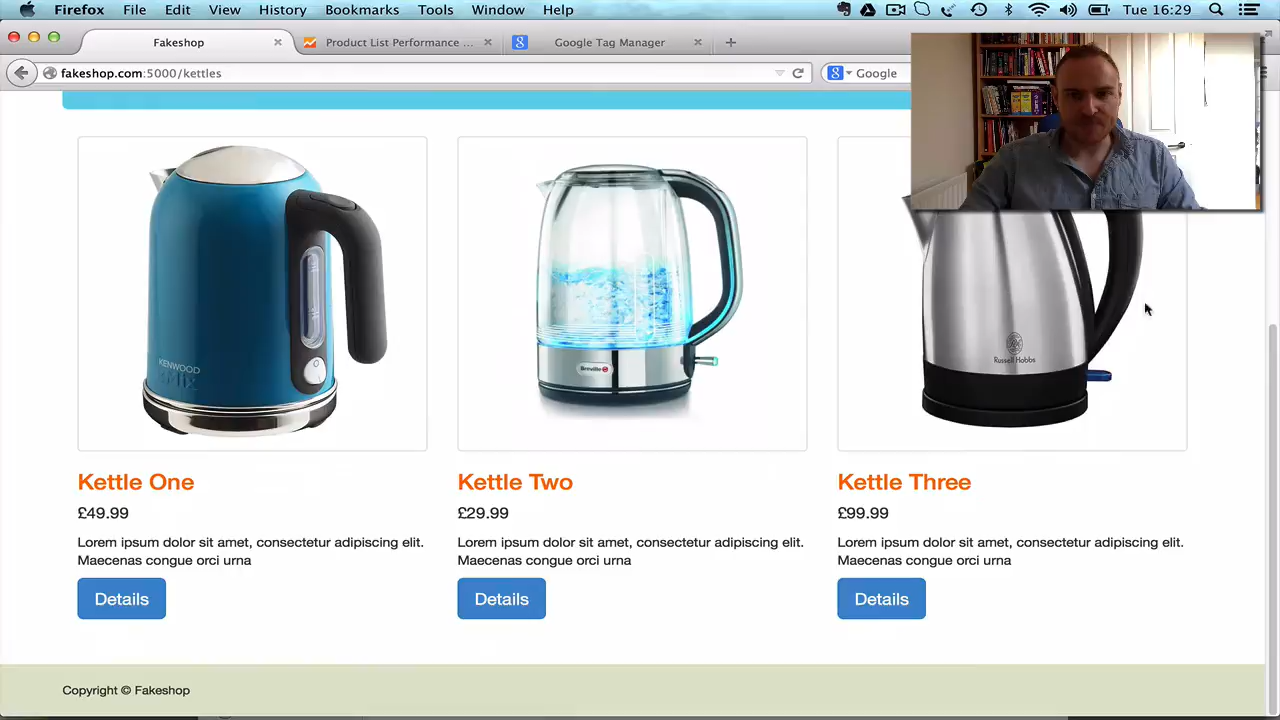 Firefox File Edit View History Bookmarks Tools Window Help Tue 16:29
Fakeshop Product List Performance ... Google Tag Manager
fakeshop.com:5000/kettles Google
KENWOOD
Breville
Russell Hobbs
Kettle One Kettle Two Kettle Three
£49.99 £29.99 £99.99
Lorem ipsum dolor sit amet, consectetur adipiscing elit. Lorem ipsum dolor sit amet, consectetur adipiscing elit. Lorem ipsum dolor sit amet, consectetur adipiscing elit.
Maecenas congue orci urna Maecenas congue orci urna Maecenas congue orci urna
Details Details Details
Copyright © Fakeshop